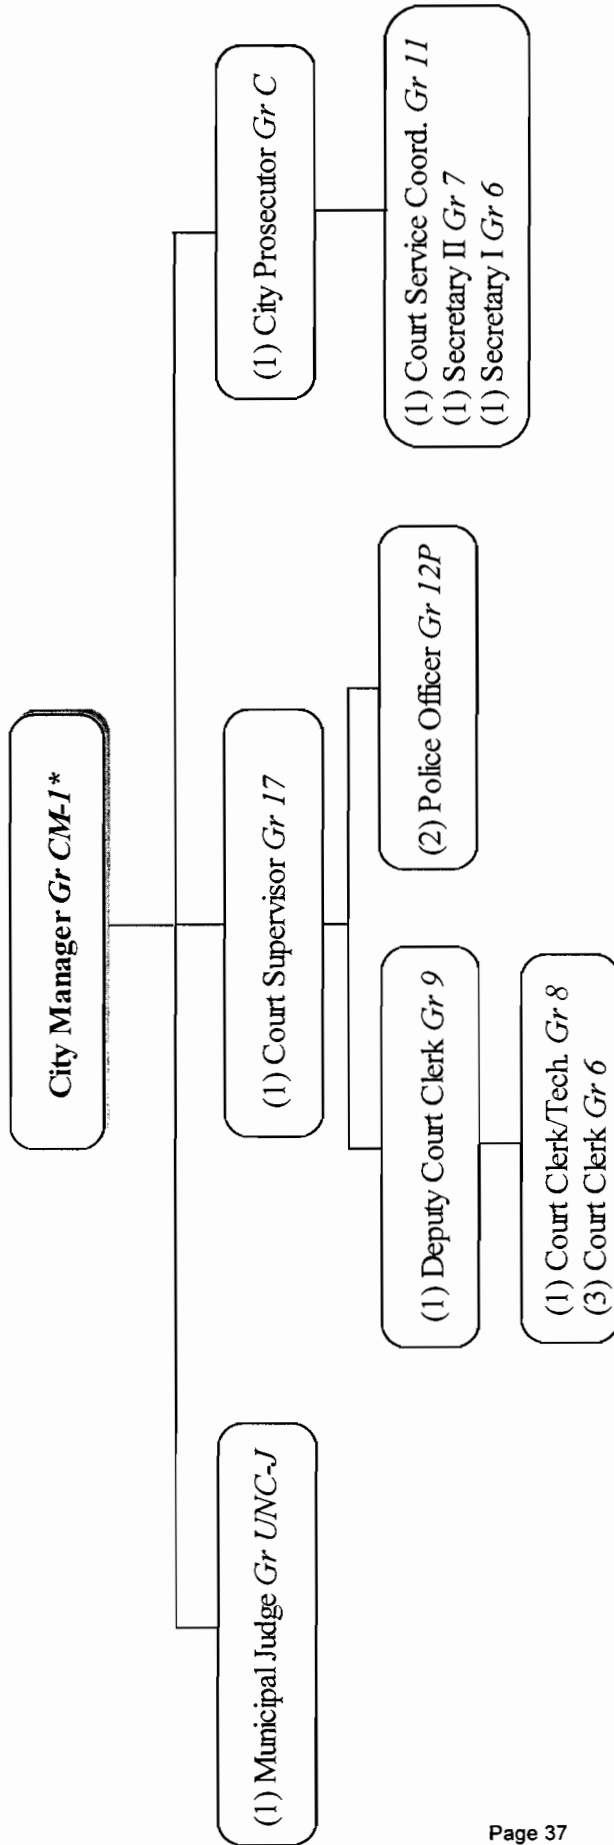 City Manager Gr CM-1*
(1) Municipal Judge Gr UNC-J
(1) Court Supervisor Gr 17
(1) City Prosecutor Gr C
(1) Deputy Court Clerk Gr 9
(2) Police Officer Gr 12P
(1) Court Service Coord. Gr 11
(1) Secretary II Gr 7
(1) Secretary I Gr 6
(1) Court Clerk/Tech. Gr 8
(3) Court Clerk Gr 6
Page 37